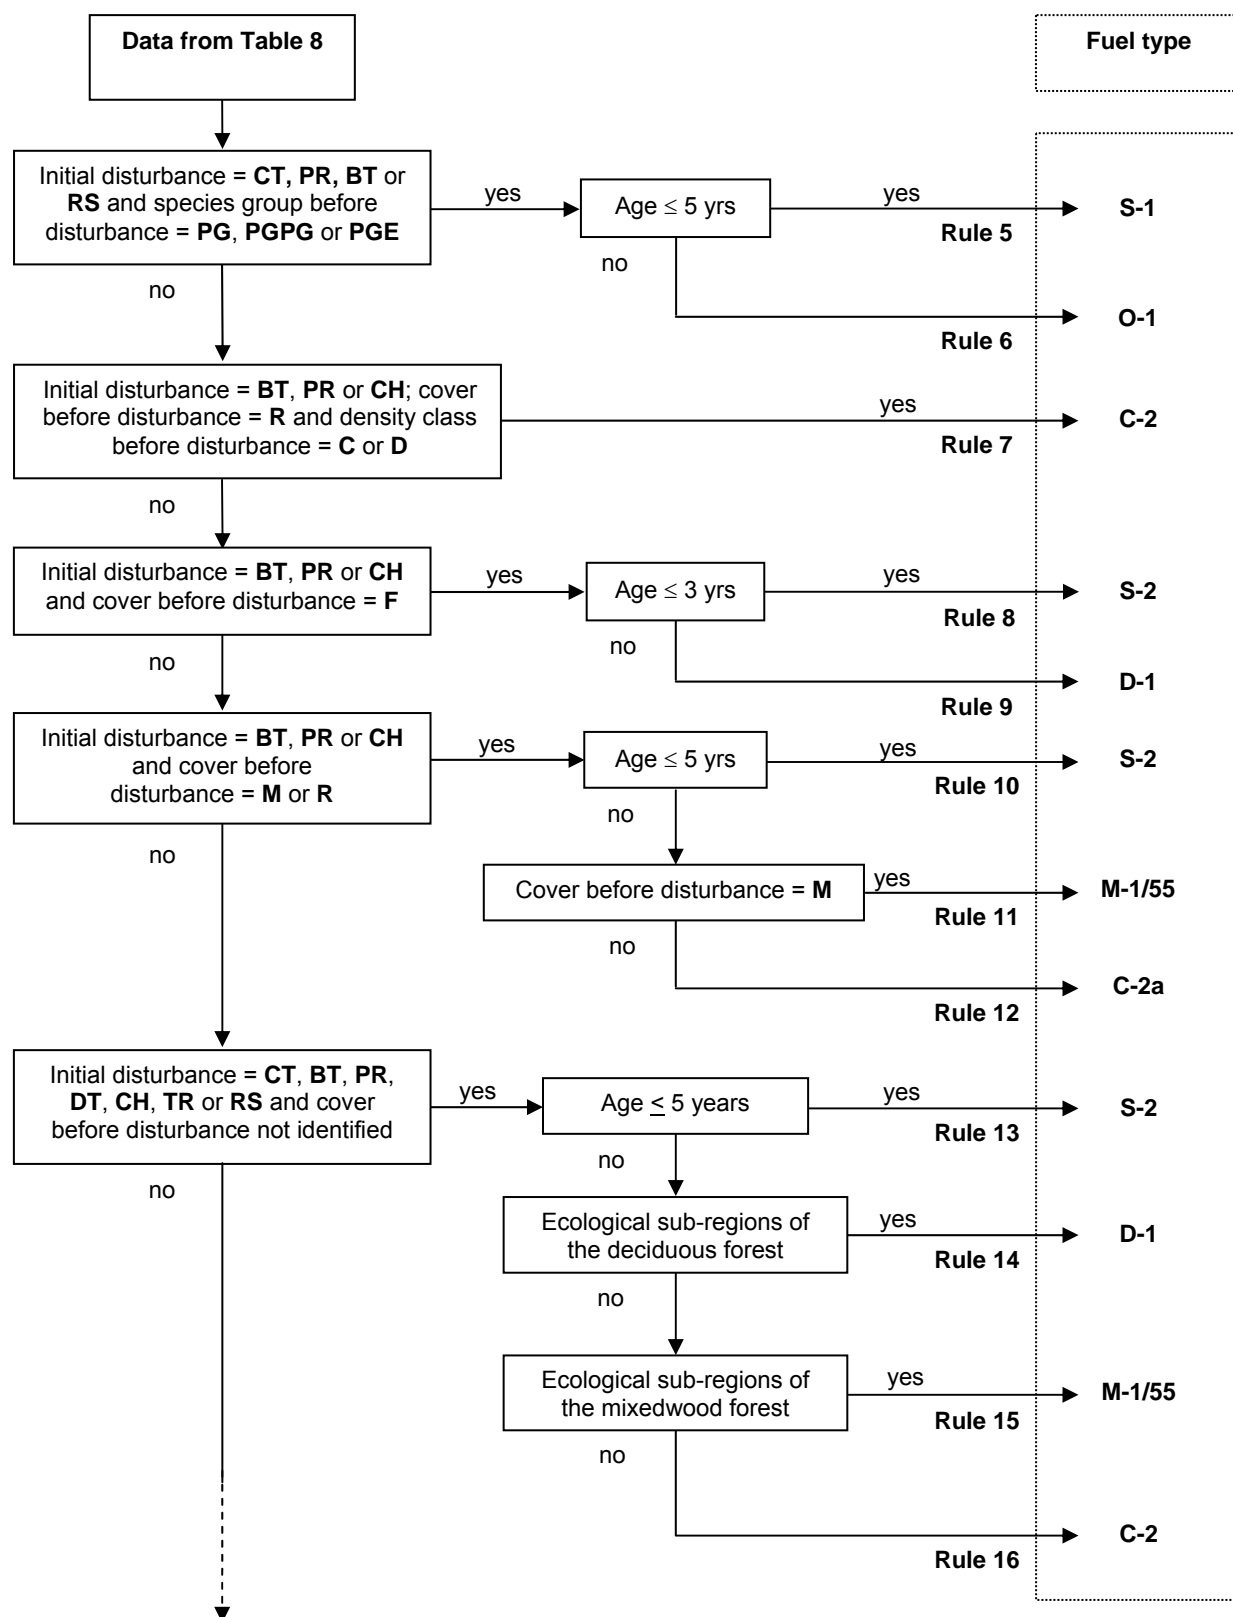 Data from Table 8
Fuel type
Initial disturbance = CT, PR, BT or
RS and species group before
disturbance = PG, PGPG or PGE
yes
Age ≤ 5 yrs
yes
Rule 5
S-1
no
no
Rule 6
O-1
Initial disturbance = BT, PR or CH; cover
before disturbance = R and density class
before disturbance = C or D
yes
Rule 7
C-2
no
Initial disturbance = BT, PR or CH
and cover before disturbance = F
yes
Age ≤ 3 yrs
yes
Rule 8
S-2
no
no
Rule 9
D-1
Initial disturbance = BT, PR or CH
and cover before
disturbance = M or R
yes
Age ≤ 5 yrs
yes
Rule 10
S-2
no
no
Cover before disturbance = M
yes
Rule 11
M-1/55
no
Rule 12
C-2a
Initial disturbance = CT, BT, PR,
DT, CH, TR or RS and cover
before disturbance not identified
yes
Age ≤ 5 years
yes
Rule 13
S-2
no
no
Ecological sub-regions of
the deciduous forest
yes
Rule 14
D-1
no
Ecological sub-regions of
the mixedwood forest
yes
Rule 15
M-1/55
no
Rule 16
C-2